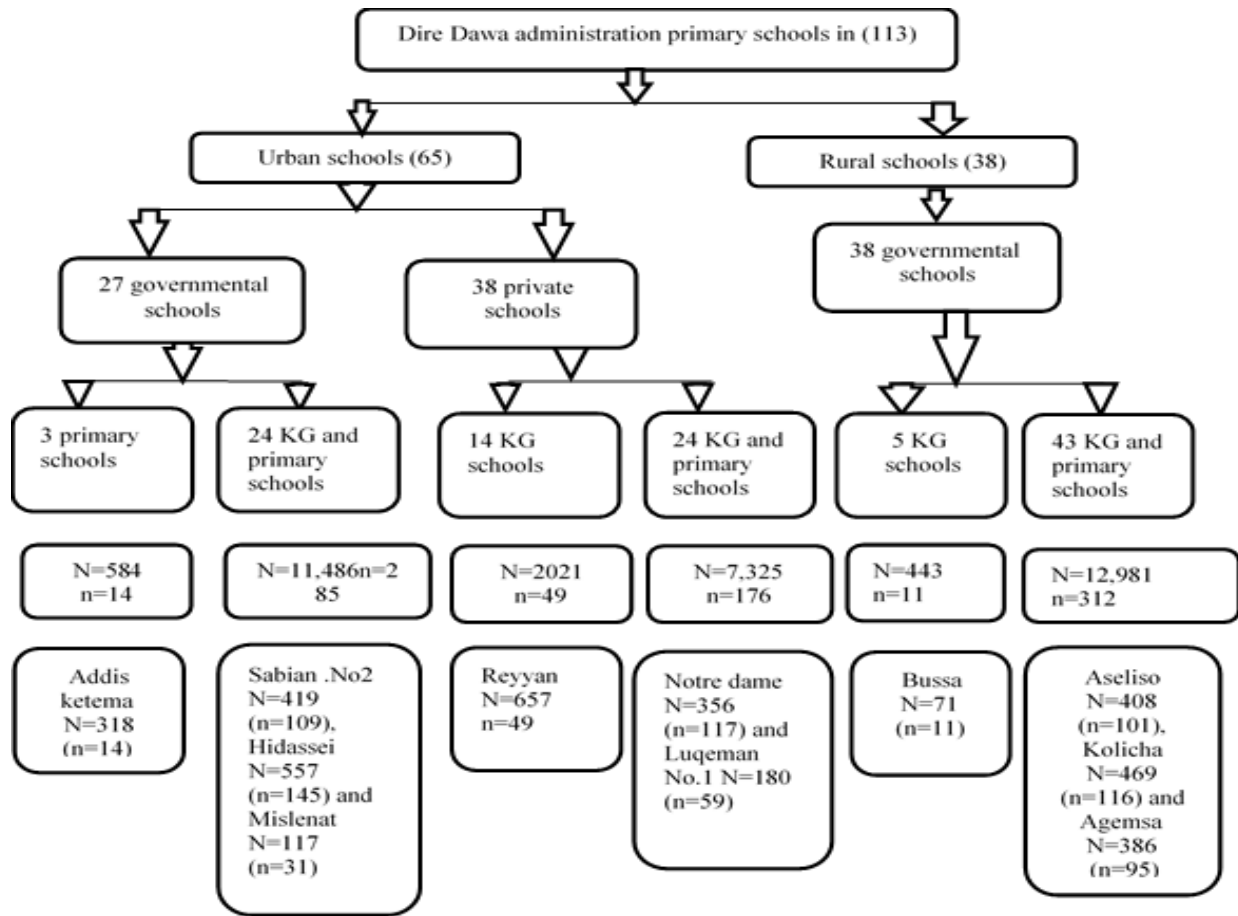 Dire Dawa administration primary schools in (113)
Urban schools (65)
Rural schools (38)
27 governmental
schools
38 private
schools
38 governmental
schools
3 primary
schools
24 KG and
primary
schools
14 KG
schools
24 KG and
primary
schools
5 KG
schools
43 KG and
primary
schools
N=584
n=14
N=11,486n=2
85
N=2021
n=49
N=7,325
n=176
N=443
n=11
N=12,981
n=312
Addis
ketema
N=318
(n=14)
Sabian .No2
N=419
(n=109),
Hidassei
N=557
(n=145) and
Mislenat
N=117
(n=31)
Reyyan
N=657
n=49
Notre dame
N=356
(n=117) and
Luqeman
No.1 N=180
(n=59)
Bussa
N=71
(n=11)
Aseliso
N=408
(n=101),
Kolicha
N=469
(n=116) and
Agemsa
N=386
(n=95)